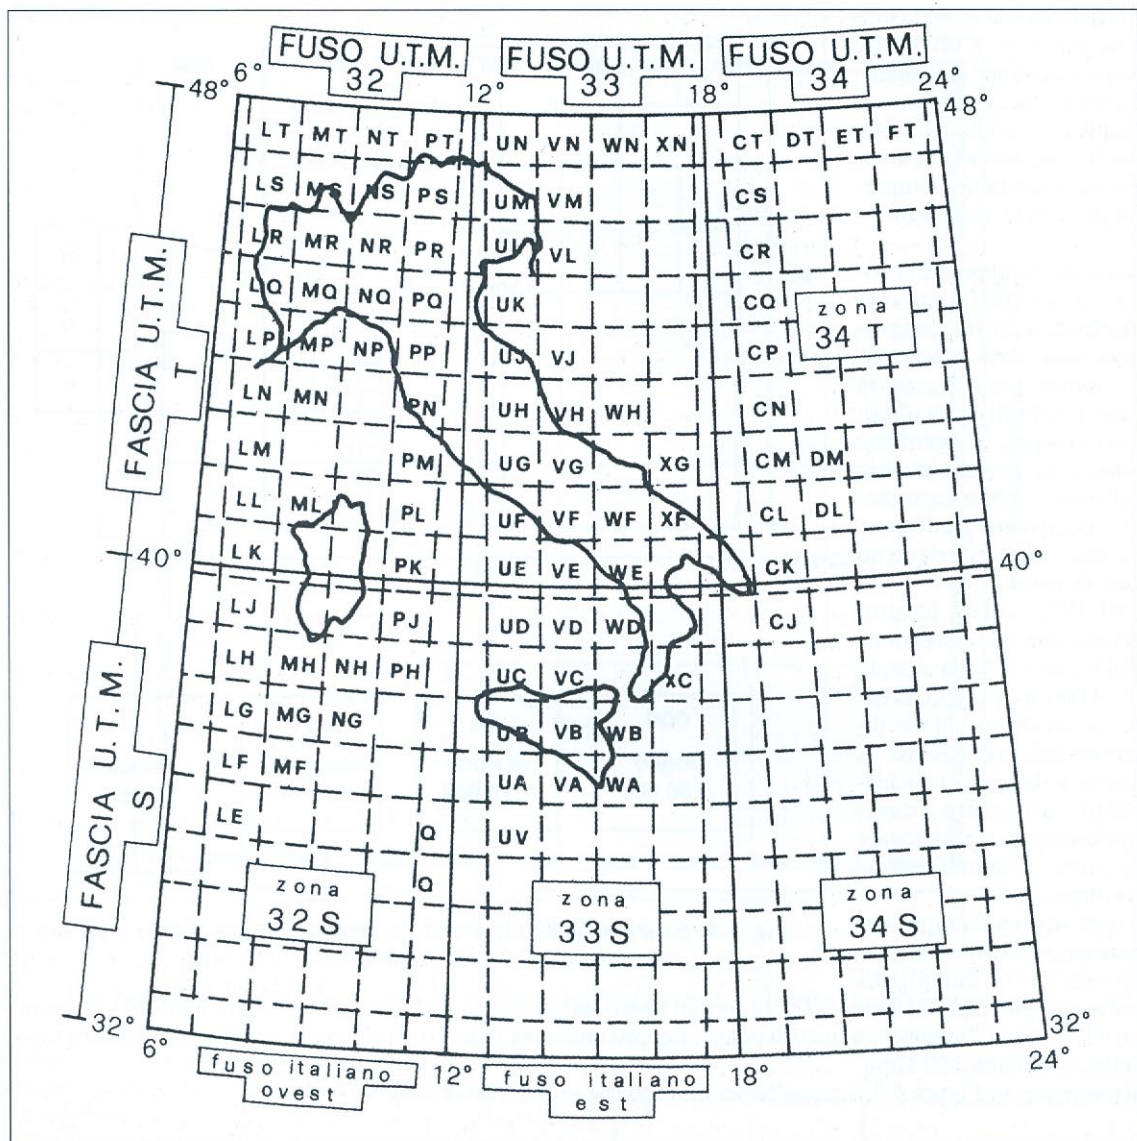 FUSO U.T.M.
32
FUSO U.T.M.
33
FUSO U.T.M.
34
6° 12° 18° 24°
48° 48°
LT MT NT PT UN VN WN XN CT DT ET FT
LS MS NS PS UM VM CS
LR MR NR PR UL VL CR
LQ MQ NQ PQ UK CQ
zona
34 T
LP MP NP PP UJ VJ CP
LN MN PN UH VH WH CN
LM PM UG VG XG CM DM
LL ML PL UF VF WF XF CL DL
LK PK UE VE WE CK
40° 40°
LJ PJ UD VD WD CJ
LH MH NH PH UC VC XC
LG MG NG UB VB WB
LF MF UA VA WA
LE Q UV
Q
zona
32 S
zona
33 S
zona
34 S
FASCIA U.T.M.
T
FASCIA U.T.M.
S
32° 32°
6° 12° 18° 24°
fuso italiano
ovest
fuso italiano
est